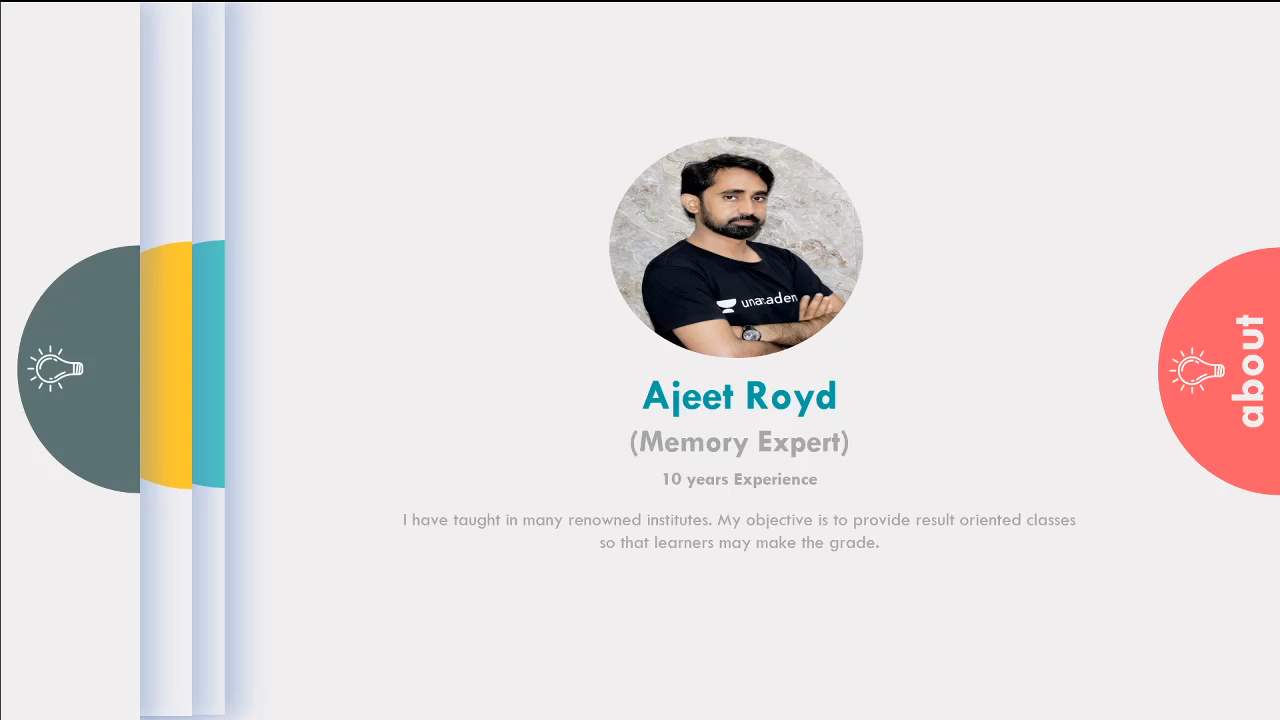 Ajeet Royd
(Memory Expert)
10 years Experience
I have taught in many renowned institutes. My objective is to provide result oriented classes
so that learners may make the grade.
about